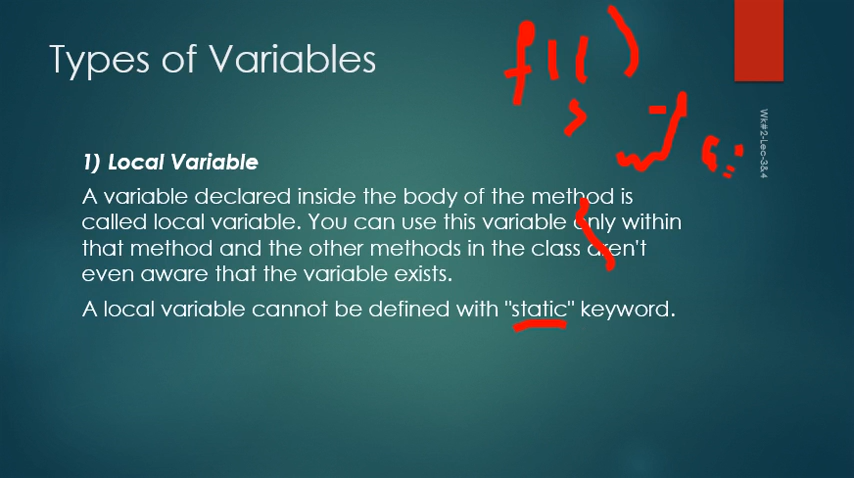 Types of Variables
Wk#2-Lec-3&4
1) Local Variable
A variable declared inside the body of the method is
called local variable. You can use this variable only within
that method and the other methods in the class aren't
even aware that the variable exists.
A local variable cannot be defined with "static" keyword.